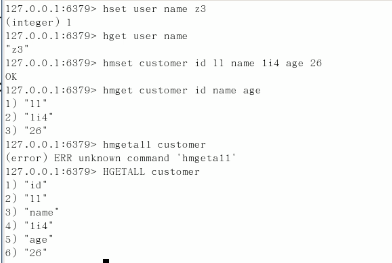 127.0.0.1:6379> hset user name z3
(integer) 1
127.0.0.1:6379> hget user name
"z3"
127.0.0.1:6379> hmset customer id 11 name li4 age 26
OK
127.0.0.1:6379> hmget customer id name age
1) "11"
2) "li4"
3) "26"
127.0.0.1:6379> hmgetall customer
(error) ERR unknown command 'hmgetall'
127.0.0.1:6379> HGETALL customer
1) "id"
2) "11"
3) "name"
4) "li4"
5) "age"
6) "26"